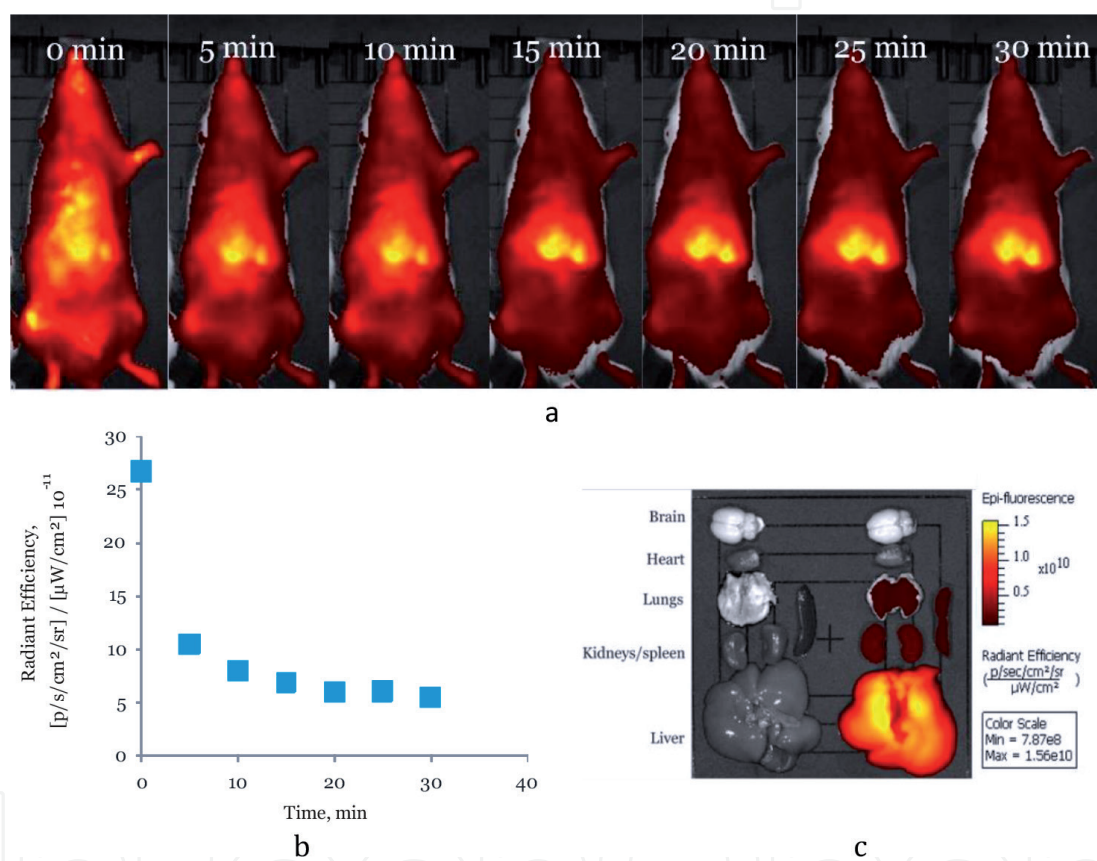 0 min 5 min 10 min 15 min 20 min 25 min 30 min
a
Radiant Efficiency,
[p/s/cm²/sr] / [µW/cm²] 10⁻¹¹
30
25
20
15
10
5
0
0 10 20 30 40
Time, min
b
Brain
Heart
Lungs
Kidneys/spleen
Liver
Epi-fluorescence
1.5
1.0
x10¹⁰
0.5
Radiant Efficiency
(p/sec/cm²/sr
µW/cm²)
Color Scale
Min = 7.87e8
Max = 1.56e10
c